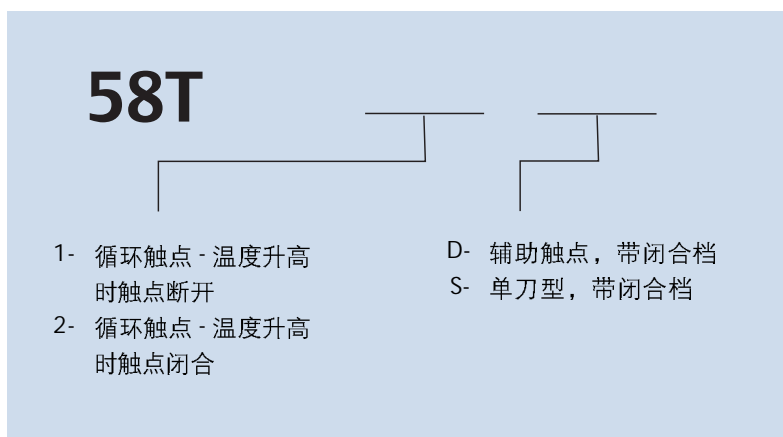 58T
1- 循环触点 - 温度升高
时触点断开
2- 循环触点 - 温度升高
时触点闭合
D- 辅助触点，带闭合档
S- 单刀型，带闭合档